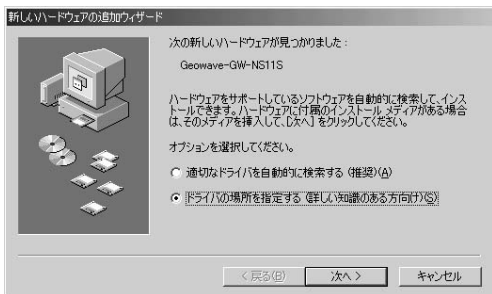 新しいハードウェアの追加ウィザード
次の新しいハードウェアが見つかりました：
Geowave-GW-NS11S
ハードウェアをサポートしているソフトウェアを自動的に検索して、インス
トールできます。ハードウェアに付属のインストール メディアがある場合
は、そのメディアを挿入して、[次へ] をクリックしてください。
オプションを選択してください。
適切なドライバを自動的に検索する (推奨)(A)
ドライバの場所を指定する (詳しい知識のある方向け)(S)
< 戻る(B)
次へ >
キャンセル